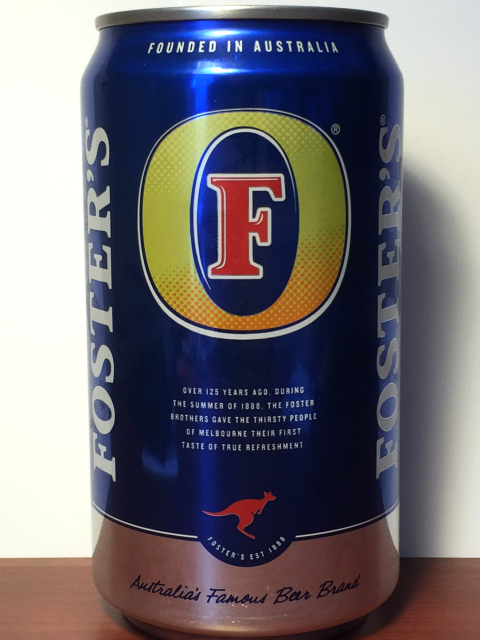 FOUNDED IN AUSTRALIA
FOSTER'S®
F
®
FOSTER'S®
OVER 125 YEARS AGO. DURING
THE SUMMER OF 1888. THE FOSTER
BROTHERS GAVE THE THIRSTY PEOPLE
OF MELBOURNE THEIR FIRST
TASTE OF TRUE REFRESHMENT
FOSTER'S EST 1888
Australia's Famous Beer Brand